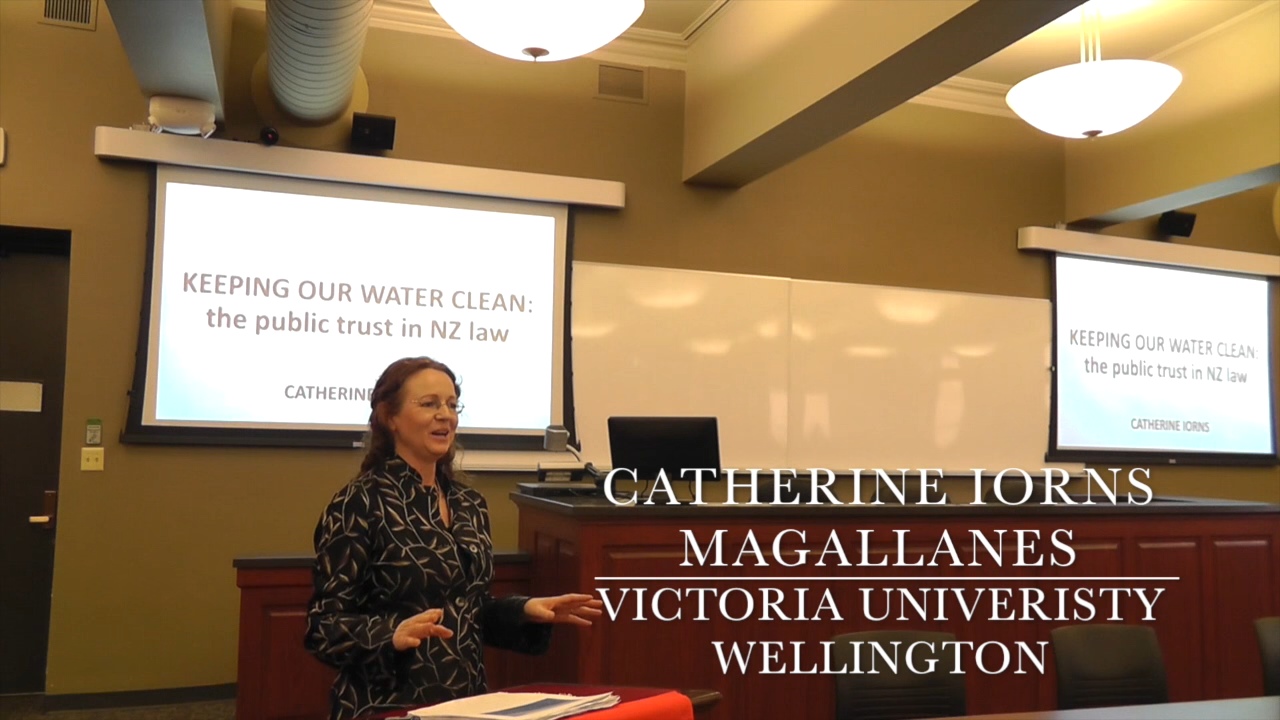 KEEPING OUR WATER CLEAN:
the public trust in NZ law
CATHERINE
KEEPING OUR WATER CLEAN:
the public trust in NZ law
CATHERINE IORNS
CATHERINE IORNS
MAGALLANES
VICTORIA UNIVERISTY
WELLINGTON